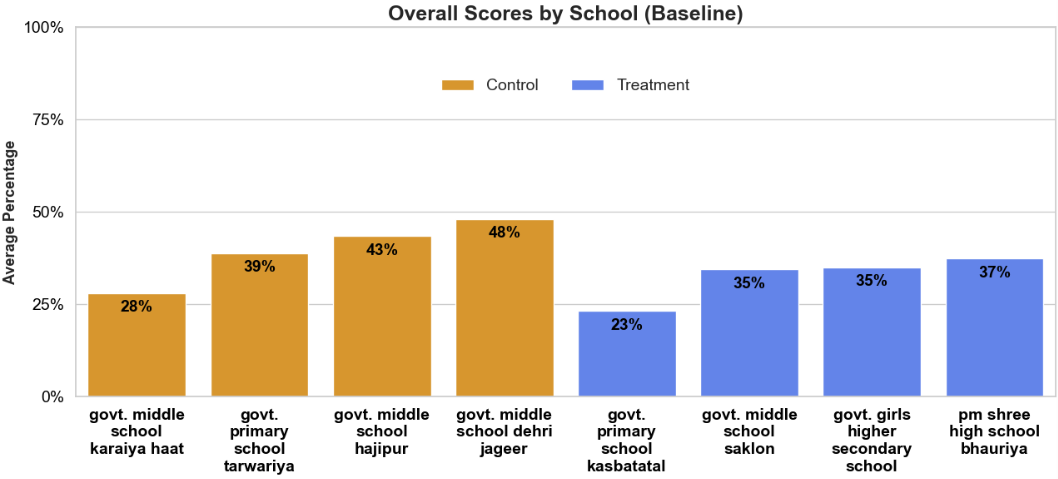 Overall Scores by School (Baseline)
100%
75%
50%
25%
0%
Average Percentage
Control
Treatment
28%
39%
43%
48%
23%
35%
35%
37%
govt. middle
school
karaiya haat
govt.
primary
school
tarwariya
govt. middle
school
hajipur
govt. middle
school dehri
jageer
govt.
primary
school
kasbatatal
govt. middle
school
saklon
govt. girls
higher
secondary
school
pm shree
high school
bhauriya